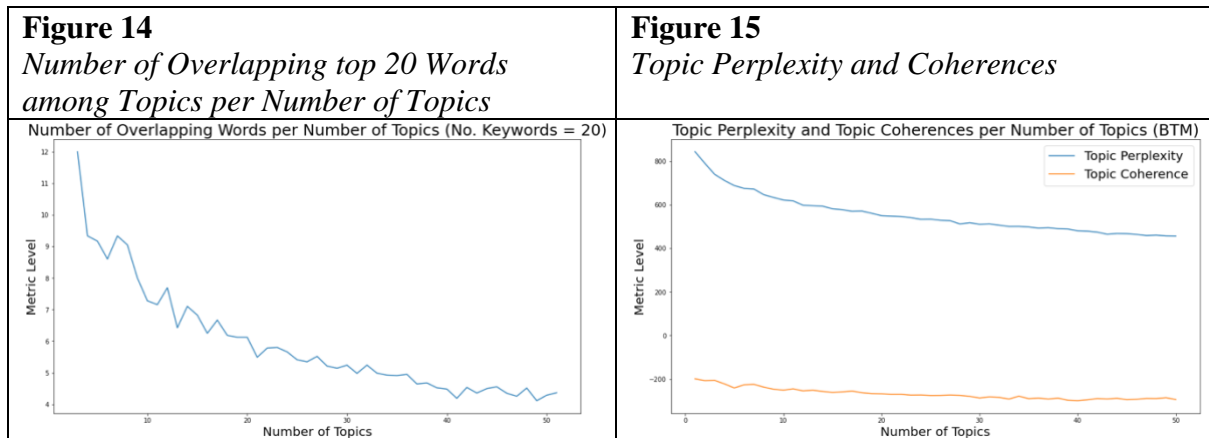 Figure 14
Number of Overlapping top 20 Words
among Topics per Number of Topics
Number of Overlapping Words per Number of Topics (No. Keywords = 20)
12
11
10
9
8
7
6
5
4
Metric Level
10
20
30
40
50
Number of Topics
Figure 15
Topic Perplexity and Coherences
Topic Perplexity and Topic Coherences per Number of Topics (BTM)
Topic Perplexity
Topic Coherence
800
600
400
200
0
−200
Metric Level
0
10
20
30
40
50
Number of Topics